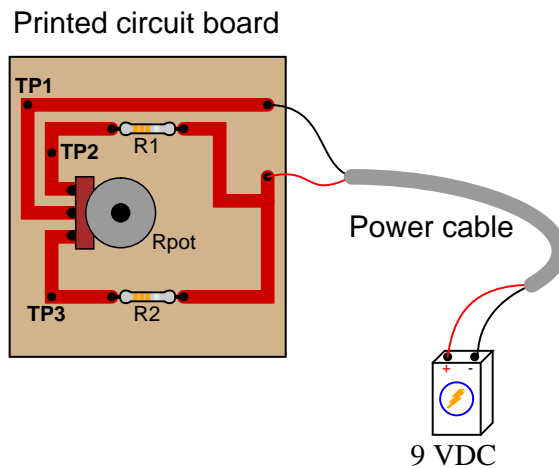 Printed circuit board
TP1
R1
TP2
Rpot
Power cable
TP3
R2
+ -
9 VDC